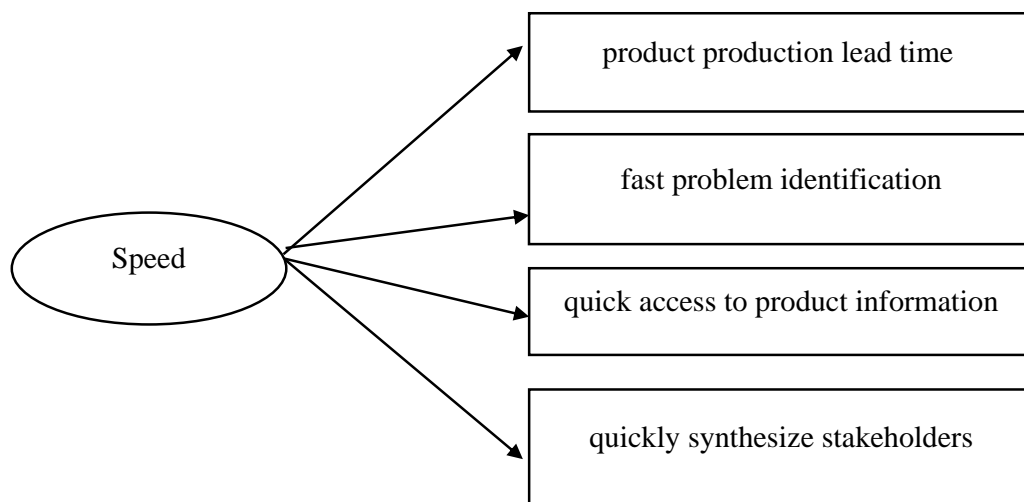 product production lead time
fast problem identification
Speed
quick access to product information
quickly synthesize stakeholders